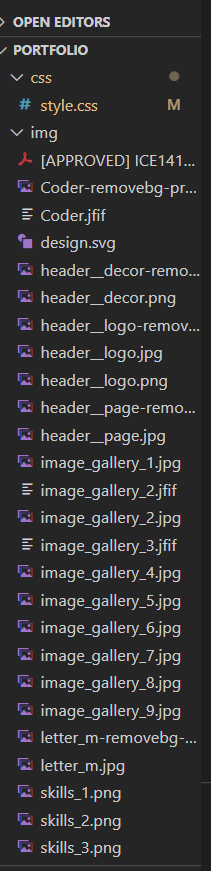 OPEN EDITORS
PORTFOLIO
css
# style.css M
img
[APPROVED] ICE141...
Coder-removebg-pr...
Coder.jfif
design.svg
header__decor-remo...
header__decor.png
header__logo-remov...
header__logo.jpg
header__logo.png
header__page-remo...
header__page.jpg
image_gallery_1.jpg
image_gallery_2.jfif
image_gallery_2.jpg
image_gallery_3.jfif
image_gallery_4.jpg
image_gallery_5.jpg
image_gallery_6.jpg
image_gallery_7.jpg
image_gallery_8.jpg
image_gallery_9.jpg
letter_m-removebg-...
letter_m.jpg
skills_1.png
skills_2.png
skills_3.png